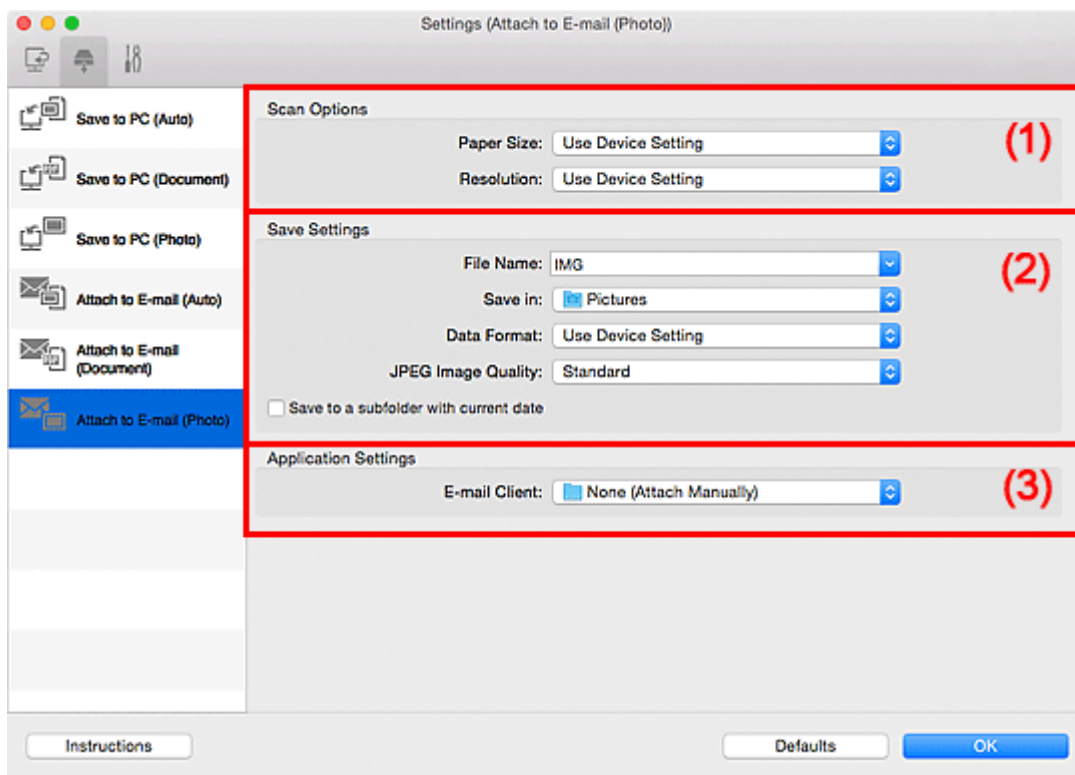 Settings (Attach to E-mail (Photo))
Save to PC (Auto)
Save to PC (Document)
Save to PC (Photo)
Attach to E-mail (Auto)
Attach to E-mail
(Document)
Attach to E-mail (Photo)
Scan Options
(1)
Paper Size: Use Device Setting
Resolution: Use Device Setting
Save Settings
(2)
File Name: IMG
Save in: Pictures
Data Format: Use Device Setting
JPEG Image Quality: Standard
Save to a subfolder with current date
Application Settings
(3)
E-mail Client: None (Attach Manually)
Instructions
Defaults
OK